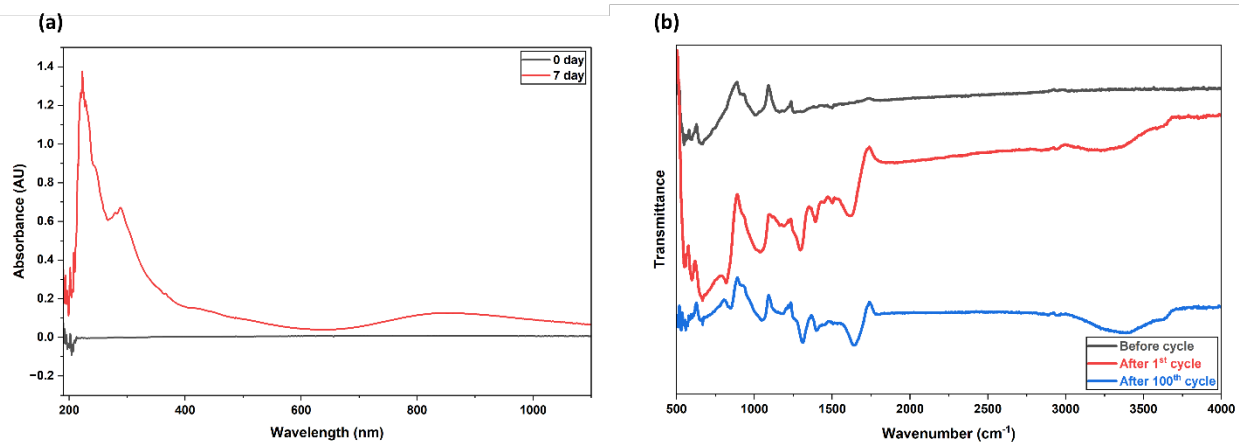 (a)
1.4
1.2
1.0
0.8
0.6
0.4
0.2
0.0
−0.2
Absorbance (AU)
200 400 600 800 1000
Wavelength (nm)
0 day
7 day
(b)
Transmittance
500 1000 1500 2000 2500 3000 3500 4000
Wavenumber (cm⁻¹)
Before cycle
After 1ˢᵗ cycle
After 100ᵗʰ cycle